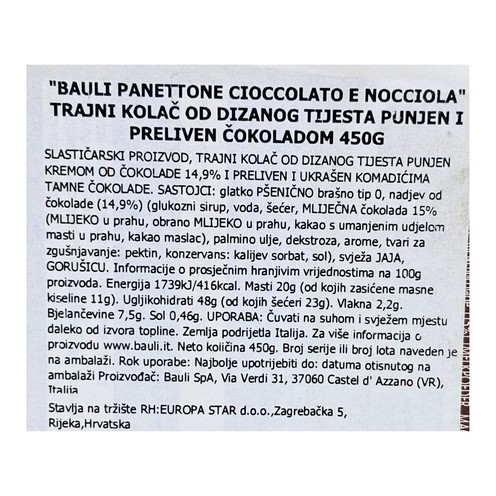 "BAULI PANETTONE CIOCCOLATO E NOCCIOLA"
TRAJNI KOLAČ OD DIZANOG TIJESTA PUNJEN I
PRELIVEN ČOKOLADOM 450G
SLASTIČARSKI PROIZVOD, TRAJNI KOLAČ OD DIZANOG TIJESTA PUNJEN
KREMOM OD ČOKOLADE 14,9% I PRELIVEN I UKRAŠEN KOMADIĆIMA
TAMNE ČOKOLADE. SASTOJCI: glatko PŠENIČNO brašno tip 0, nadjev od
čokolade (14,9%) (glukozni sirup, voda, šećer, MLIJEČNA čokolada 15%
(MLIJEKO u prahu, obrano MLIJEKO u prahu, kakao s umanjenim udjelom
masti u prahu, kakao maslac), palmino ulje, dekstroza, arome, tvari za
zgušnjavanje: pektin, konzervans: kalijev sorbat, sol), svježa JAJA,
GORUŠICU. Informacije o prosječnim hranjivim vrijednostima na 100g
proizvoda. Energija 1739kJ/416kcal. Masti 20g (od kojih zasićene masne
kiseline 11g). Ugljikohidrati 48g (od kojih šećeri 23g). Vlakna 2,2g.
Bjelančevine 7,5g. Sol 0,46g. UPORABA: Čuvati na suhom i svježem mjestu
daleko od izvora topline. Zemlja podrijetla Italija. Za više informacija o
proizvodu www.bauli.it. Neto količina 450g. Broj serije ili broj lota naveden je
na ambalaži. Rok uporabe: Najbolje upotrijebiti do: datuma otisnutog na
ambalaži Proizvođač: Bauli SpA, Via Verdi 31, 37060 Castel d' Azzano (VR),
Italija
Stavlja na tržište RH:EUROPA STAR d.o.o.,Zagrebačka 5,
Rijeka,Hrvatska